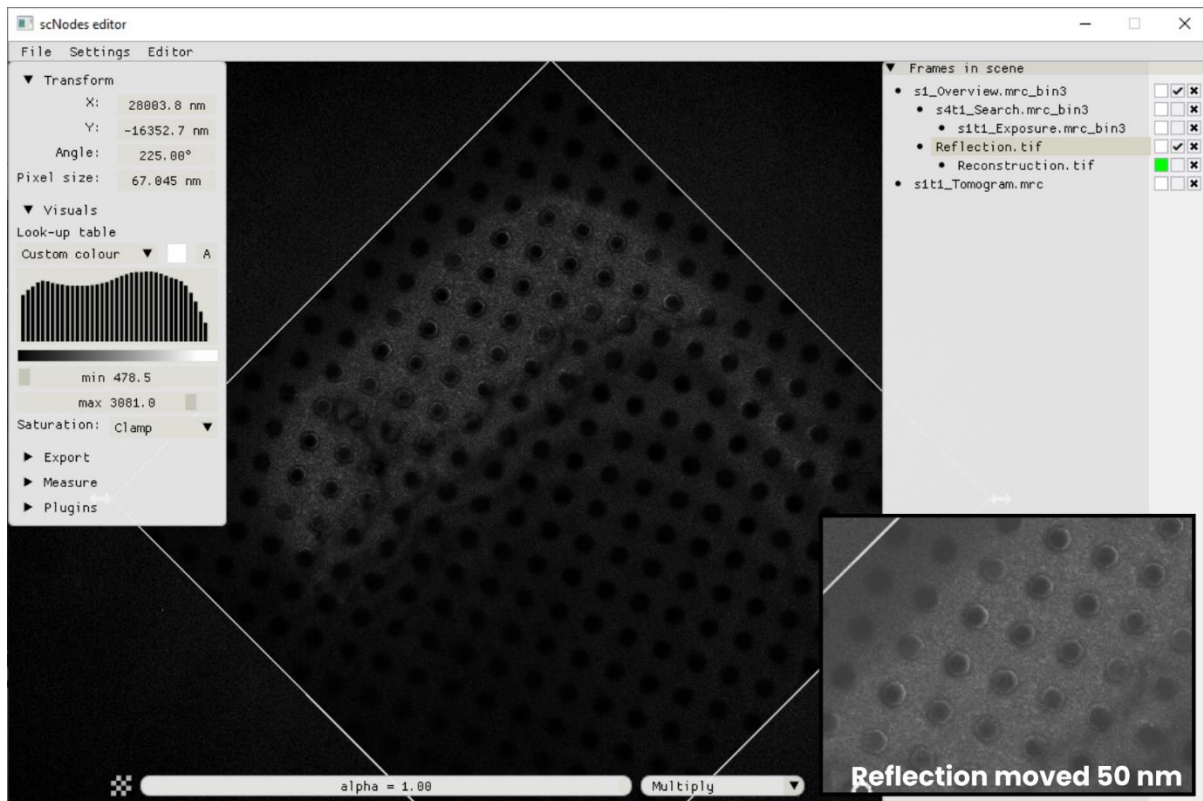 scNodes editor
File Settings Editor
Transform
X: 28003.8 nm
Y: -16352.7 nm
Angle: 225.00°
Pixel size: 67.045 nm
Visuals
Look-up table
Custom colour A
min 478.5
max 3081.0
Saturation: Clamp
Export
Measure
Plugins
Frames in scene
s1_Overview.mrc_bin3
s4t1_Search.mrc_bin3
s1t1_Exposure.mrc_bin3
Reflection.tif
Reconstruction.tif
s1t1_Tomogram.mrc
alpha = 1.00
Multiply
Reflection moved 50 nm